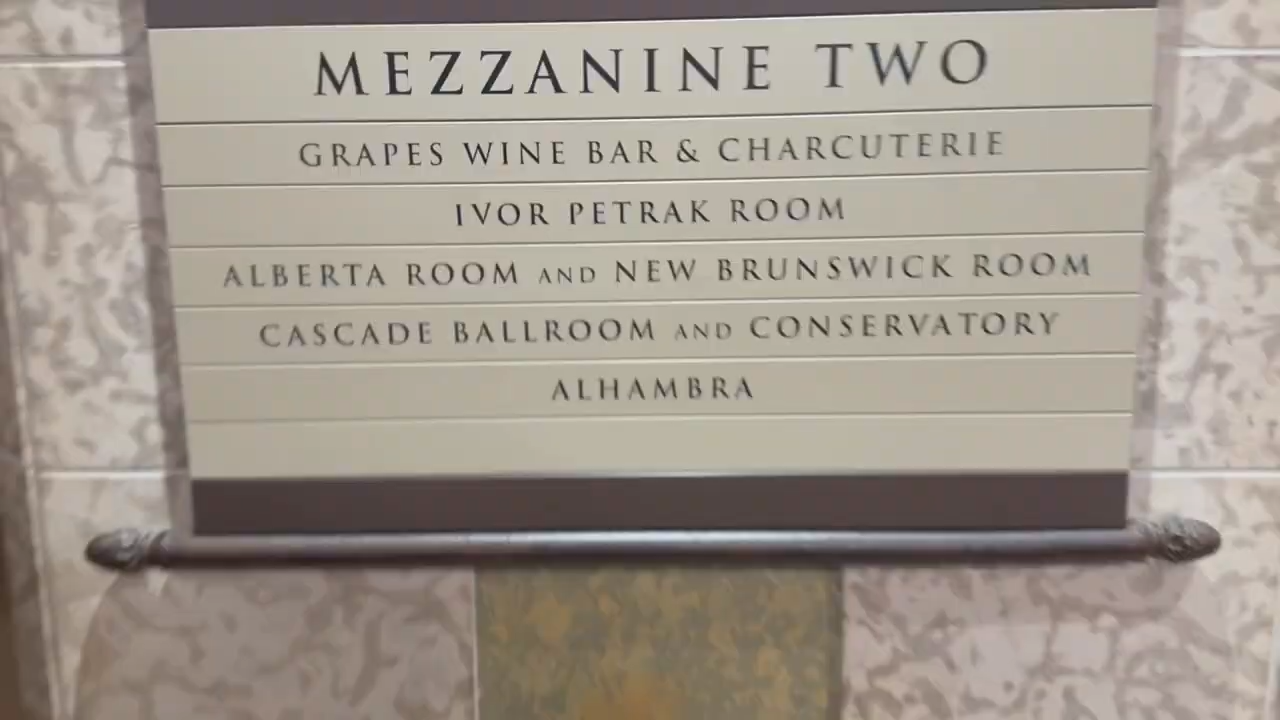 MEZZANINE TWO
GRAPES WINE BAR & CHARCUTERIE
IVOR PETRAK ROOM
ALBERTA ROOM AND NEW BRUNSWICK ROOM
CASCADE BALLROOM AND CONSERVATORY
ALHAMBRA